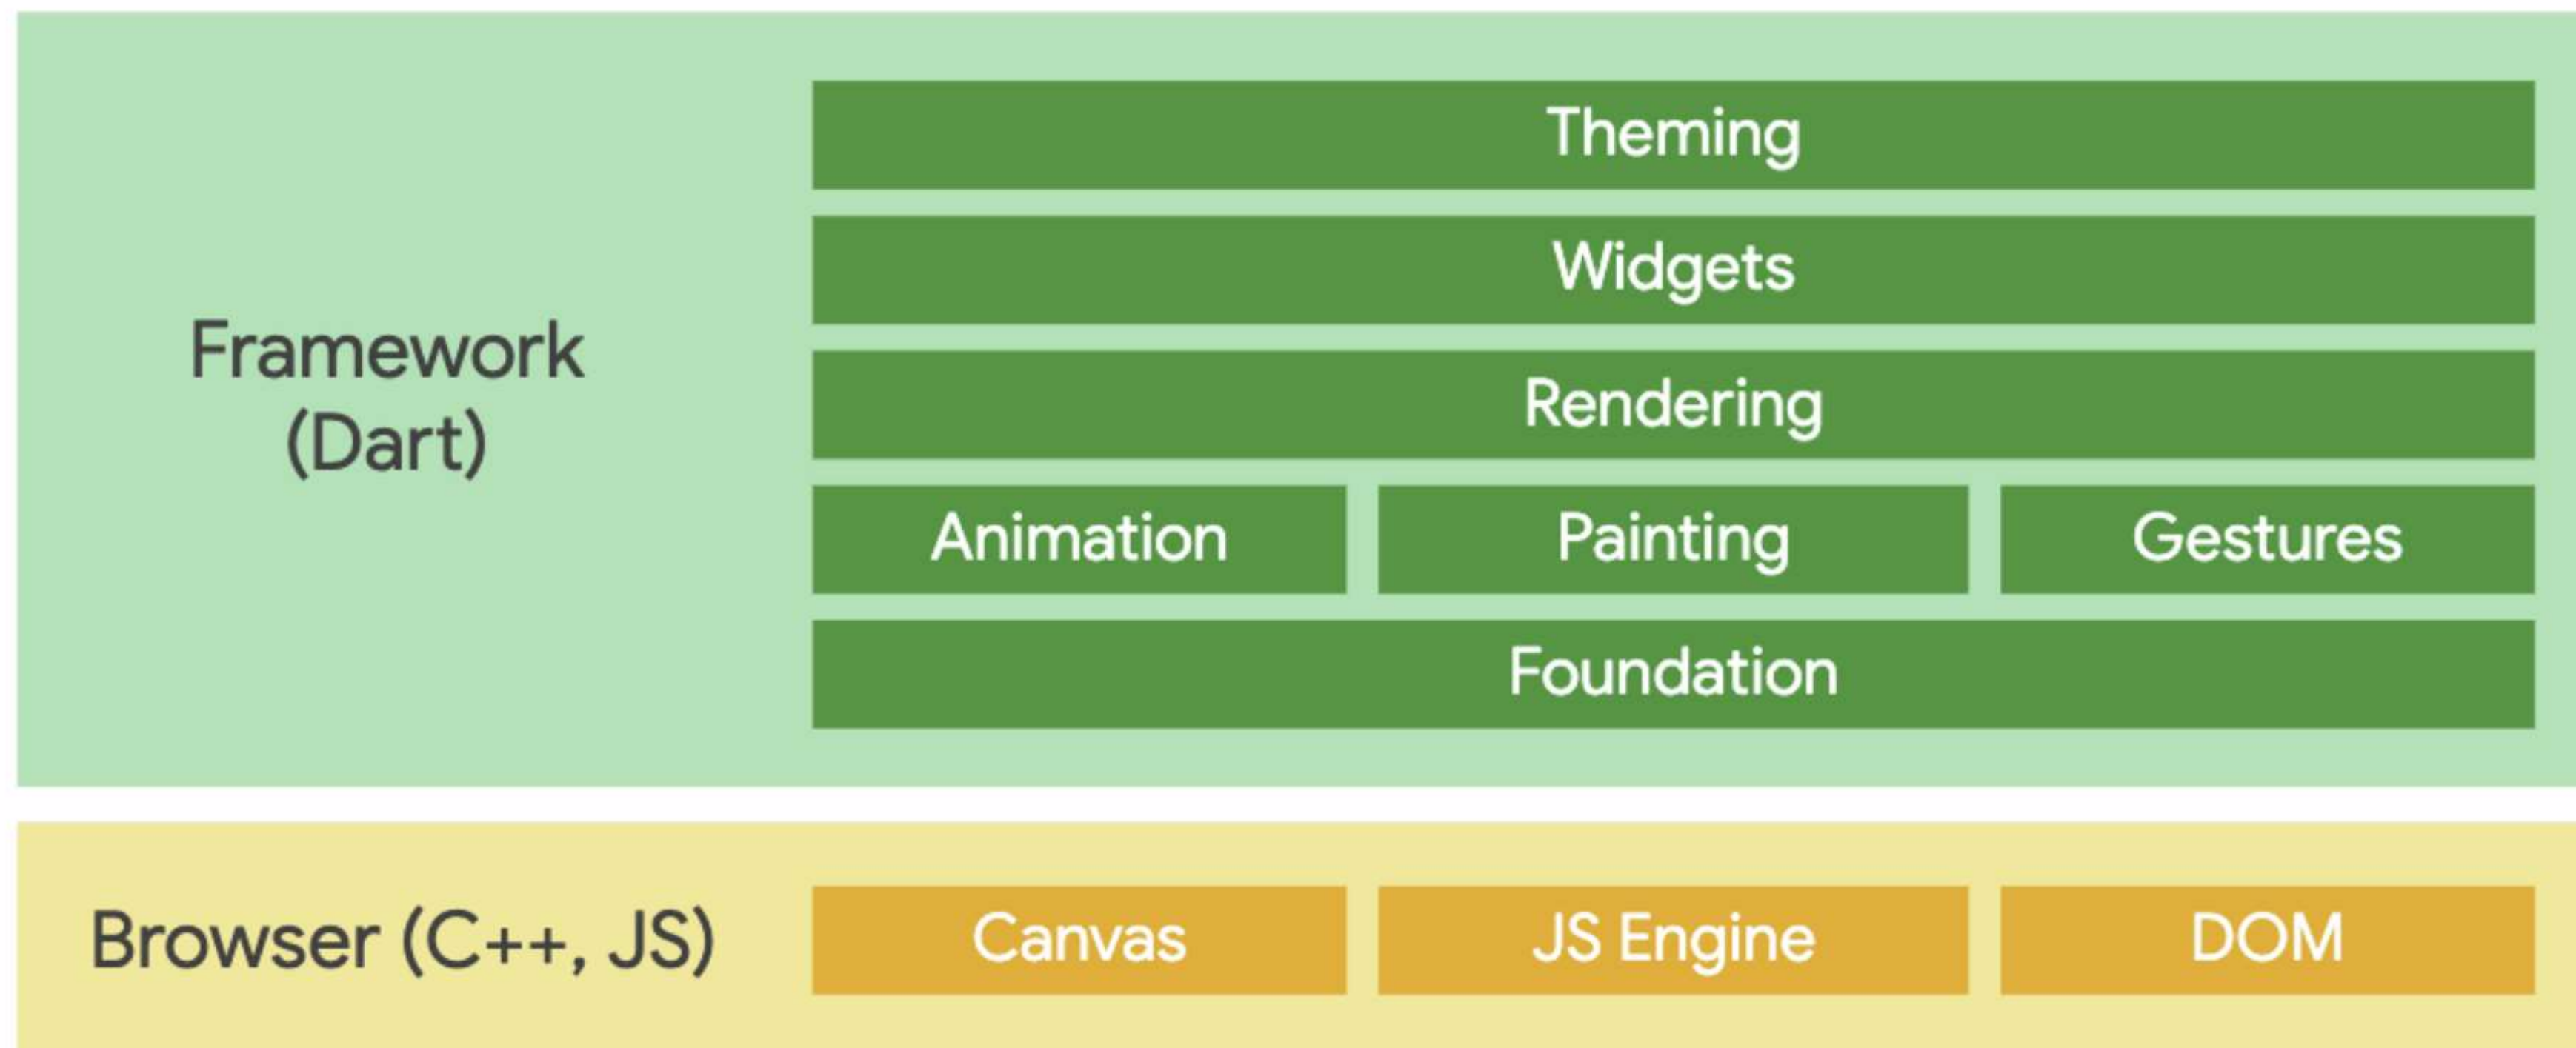 Theming
Widgets
Framework
(Dart)
Rendering
Animation Painting Gestures
Foundation
Browser (C++, JS) Canvas JS Engine DOM